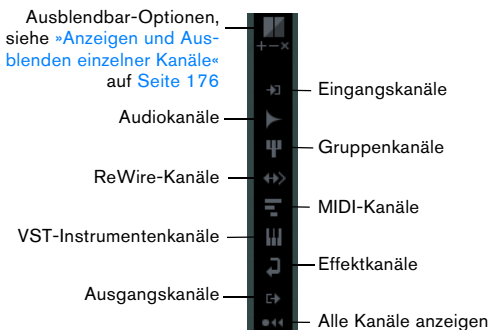 Ausblendbar-Optionen,
siehe »Anzeigen und Aus-
blenden einzelner Kanäle«
auf Seite 176
Eingangskanäle
Audiokanäle
Gruppenkanäle
ReWire-Kanäle
MIDI-Kanäle
VST-Instrumentenkanäle
Effektkanäle
Ausgangskanäle
Alle Kanäle anzeigen